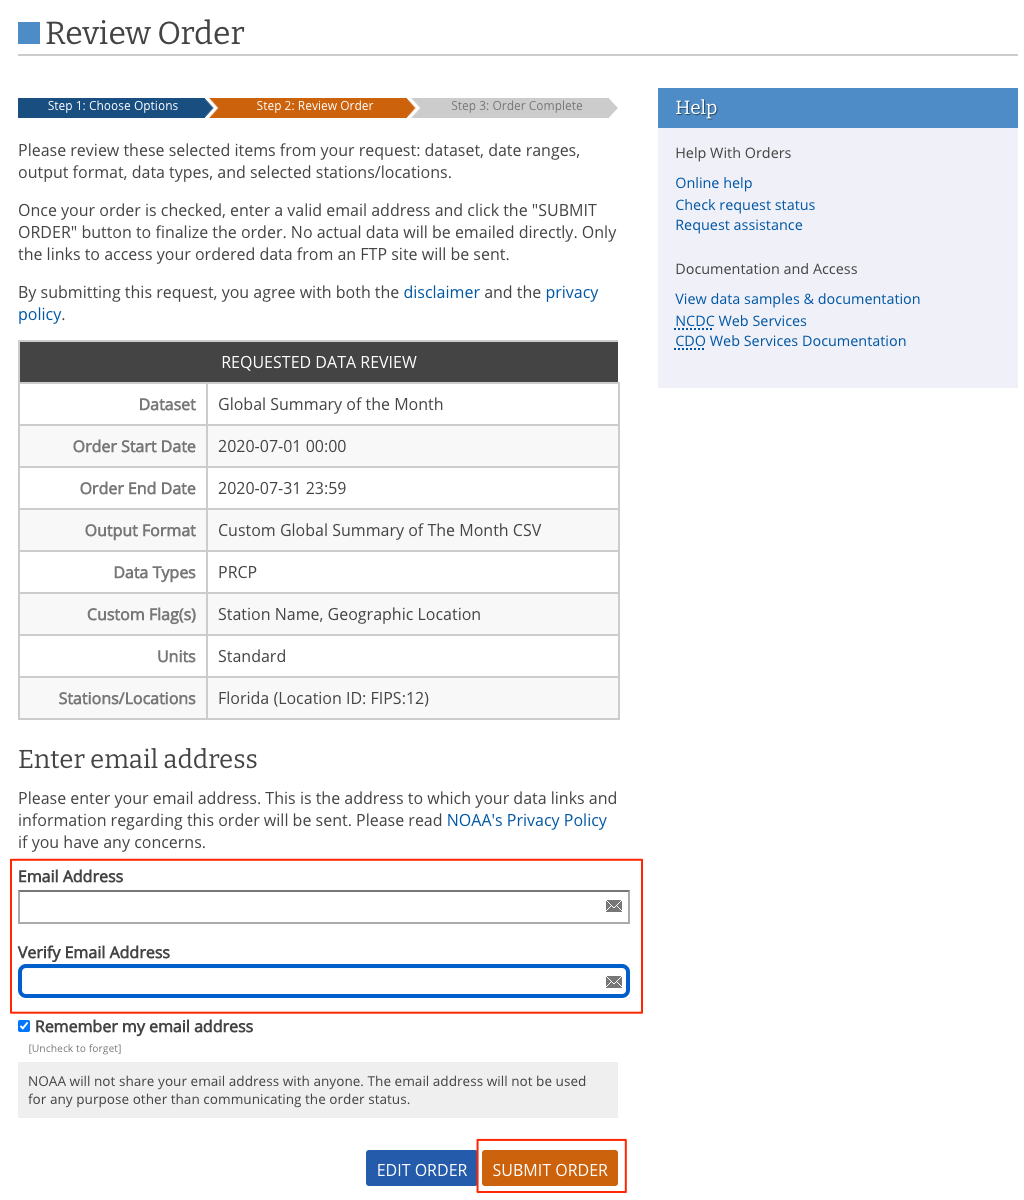 Review Order
Step 1: Choose Options
Step 2: Review Order
Step 3: Order Complete
Please review these selected items from your request: dataset, date ranges,
output format, data types, and selected stations/locations.
Once your order is checked, enter a valid email address and click the "SUBMIT
ORDER" button to finalize the order. No actual data will be emailed directly. Only
the links to access your ordered data from an FTP site will be sent.
By submitting this request, you agree with both the disclaimer and the privacy
policy.
REQUESTED DATA REVIEW
Dataset Global Summary of the Month
Order Start Date 2020-07-01 00:00
Order End Date 2020-07-31 23:59
Output Format Custom Global Summary of The Month CSV
Data Types PRCP
Custom Flag(s) Station Name, Geographic Location
Units Standard
Stations/Locations Florida (Location ID: FIPS:12)
Enter email address
Please enter your email address. This is the address to which your data links and
information regarding this order will be sent. Please read NOAA's Privacy Policy
if you have any concerns.
Email Address
Verify Email Address
Remember my email address
[Uncheck to forget]
NOAA will not share your email address with anyone. The email address will not be used
for any purpose other than communicating the order status.
EDIT ORDER
SUBMIT ORDER
Help
Help With Orders
Online help
Check request status
Request assistance
Documentation and Access
View data samples & documentation
NCDC Web Services
CDO Web Services Documentation